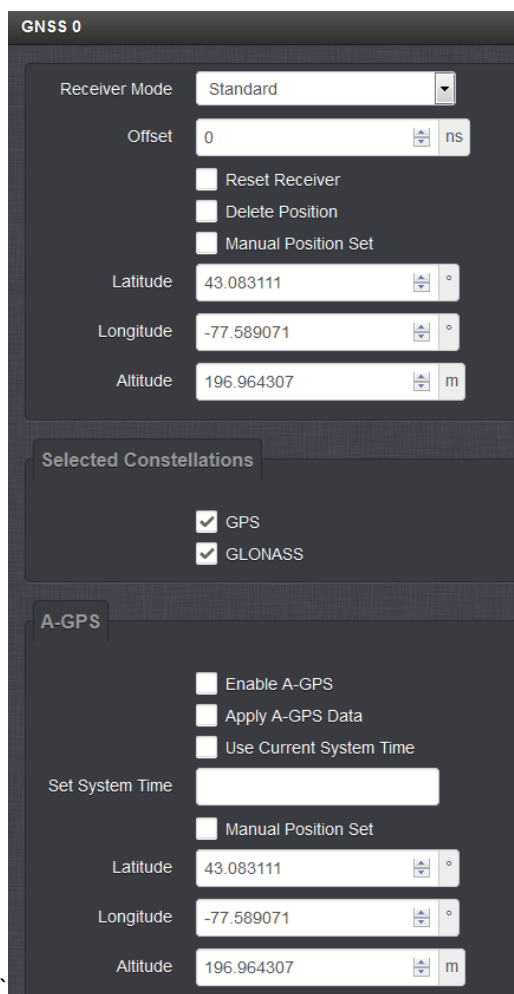 GNSS 0
Receiver Mode Standard
Offset 0 ns
Reset Receiver
Delete Position
Manual Position Set
Latitude 43.083111 °
Longitude -77.589071 °
Altitude 196.964307 m
Selected Constellations
GPS
GLONASS
A-GPS
Enable A-GPS
Apply A-GPS Data
Use Current System Time
Set System Time
Manual Position Set
Latitude 43.083111 °
Longitude -77.589071 °
Altitude 196.964307 m
`